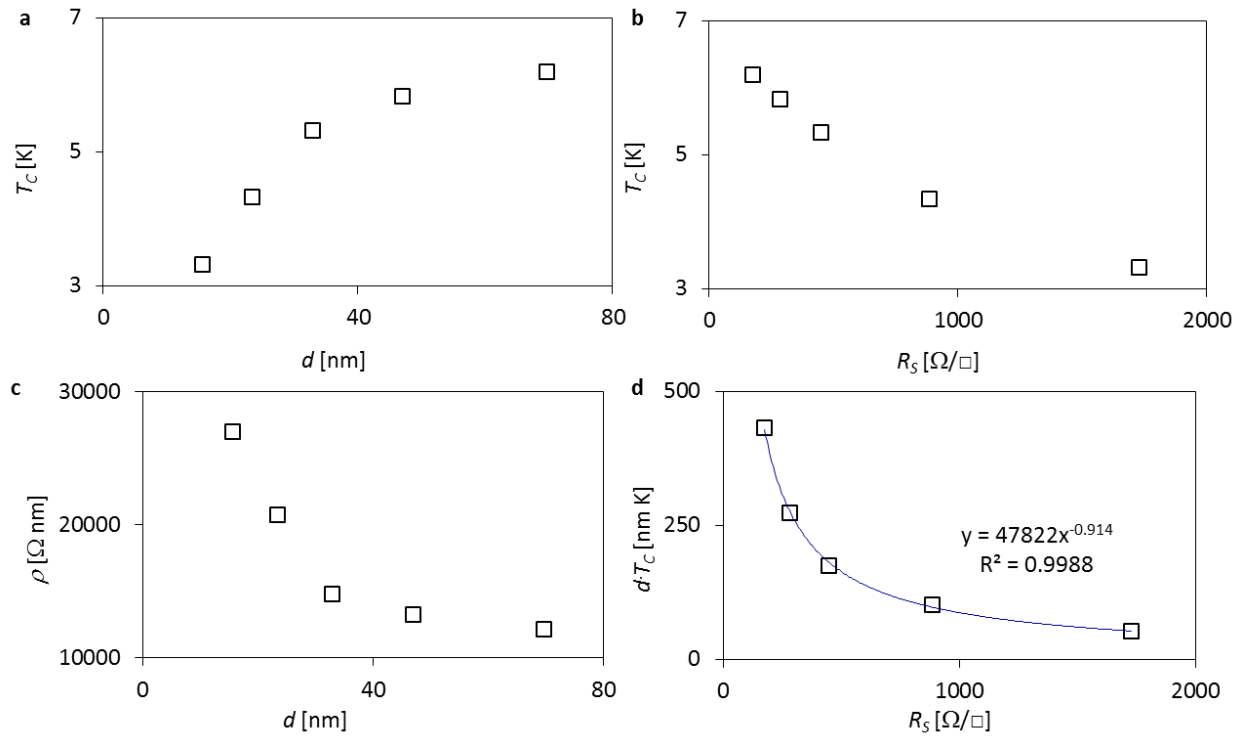 a
7
5
3
T_C [K]
0
40
80
d [nm]
b
7
5
3
T_C [K]
0
1000
2000
R_S [Ω/□]
c
30000
20000
10000
ρ [Ω nm]
0
40
80
d [nm]
d
500
250
0
d·T_C [nm K]
y = 47822x^-0.914
R² = 0.9988
0
1000
2000
R_S [Ω/□]